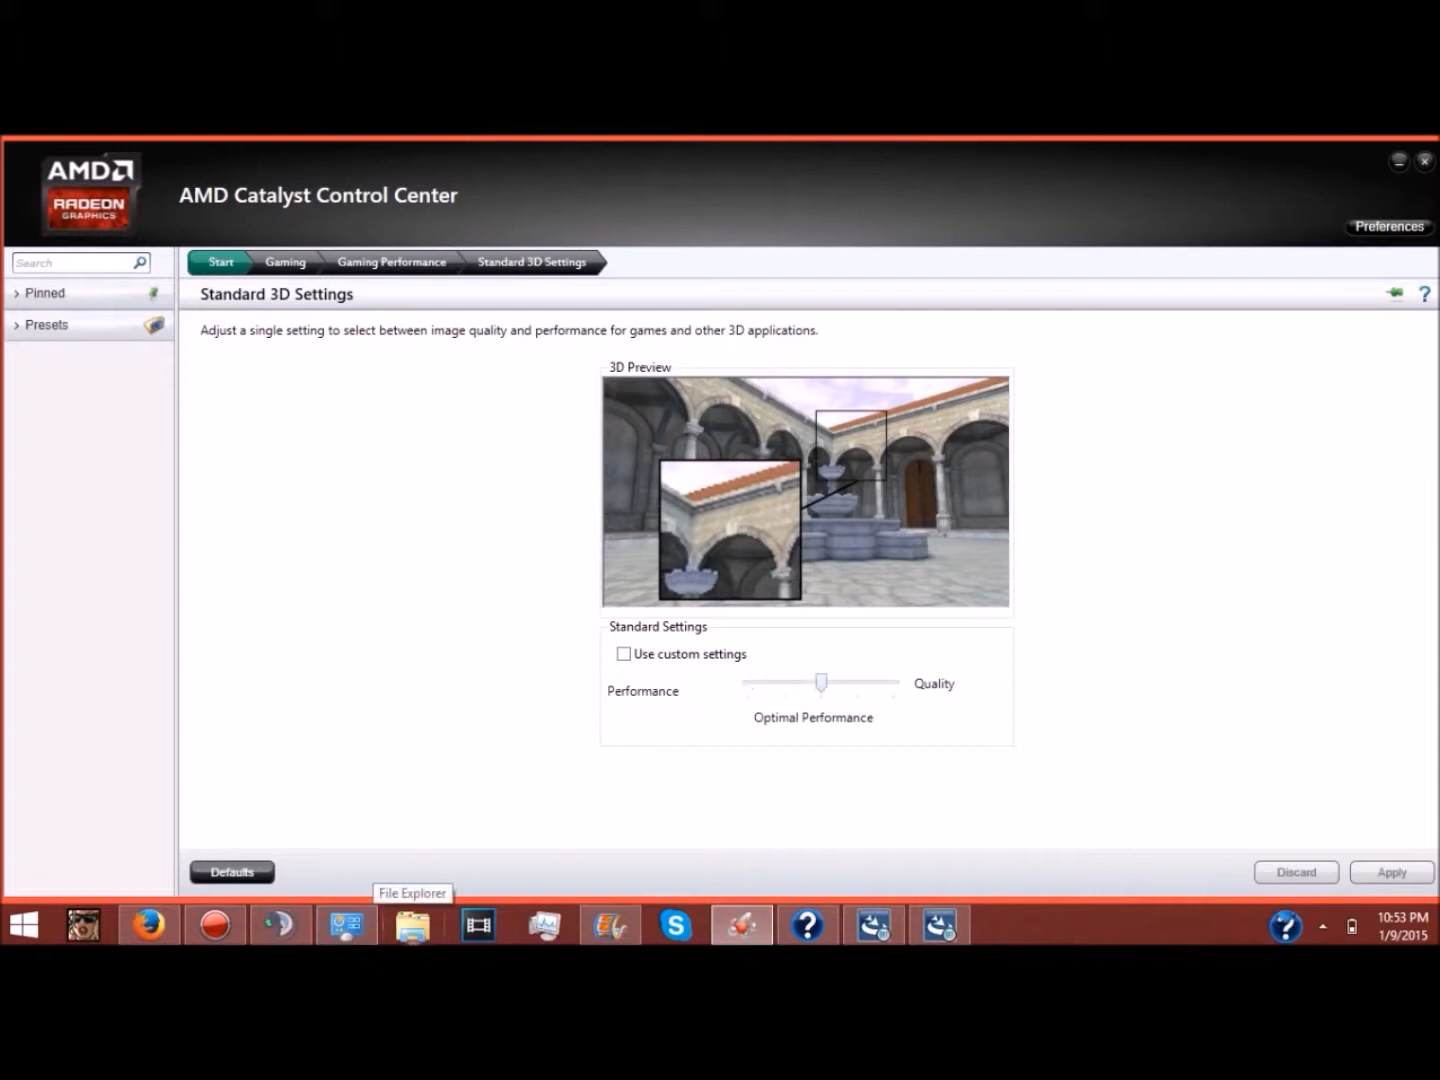 AMD
RADEON
GRAPHICS
AMD Catalyst Control Center
Preferences
Search
Start Gaming Gaming Performance Standard 3D Settings
> Pinned
Standard 3D Settings ?
> Presets
Adjust a single setting to select between image quality and performance for games and other 3D applications.
3D Preview
Standard Settings
Use custom settings
Performance Quality
Optimal Performance
Defaults Discard Apply
File Explorer
S ? ? 10:53 PM
1/9/2015